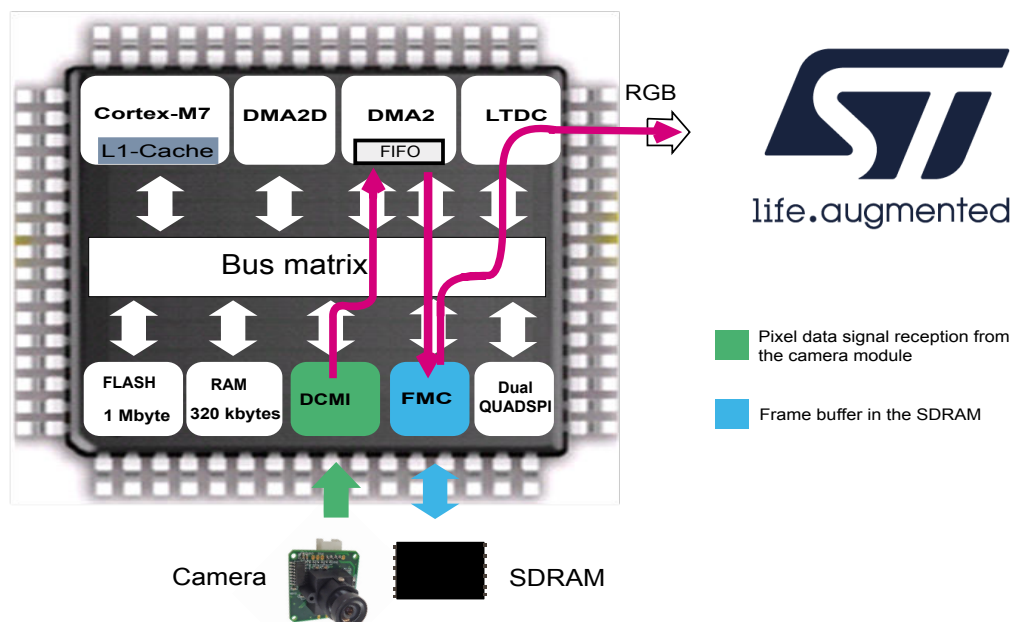 Cortex-M7
L1-Cache
DMA2D
DMA2
FIFO
LTDC
RGB
ST
life.augmented
Bus matrix
FLASH
1 Mbyte
RAM
320 kbytes
DCMI
FMC
Dual
QUADSPI
Pixel data signal reception from
the camera module
Frame buffer in the SDRAM
Camera
SDRAM